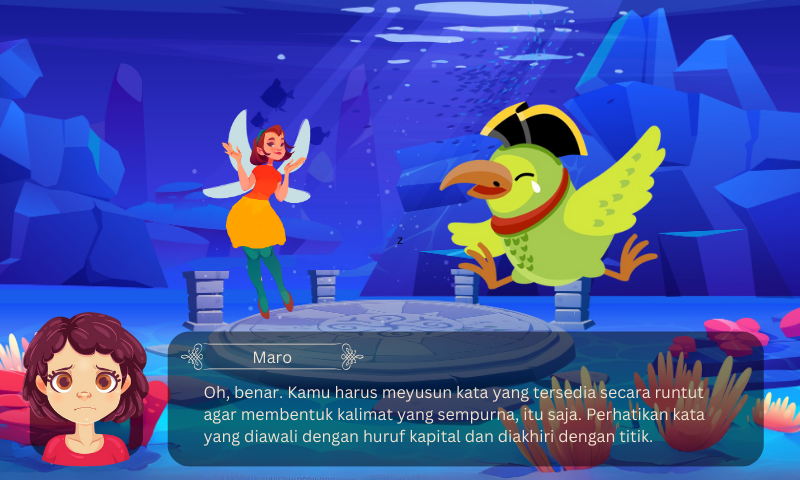 z
Maro
Oh, benar. Kamu harus meyusun kata yang tersedia secara runtut
agar membentuk kalimat yang sempurna, itu saja. Perhatikan kata
yang diawali dengan huruf kapital dan diakhiri dengan titik.